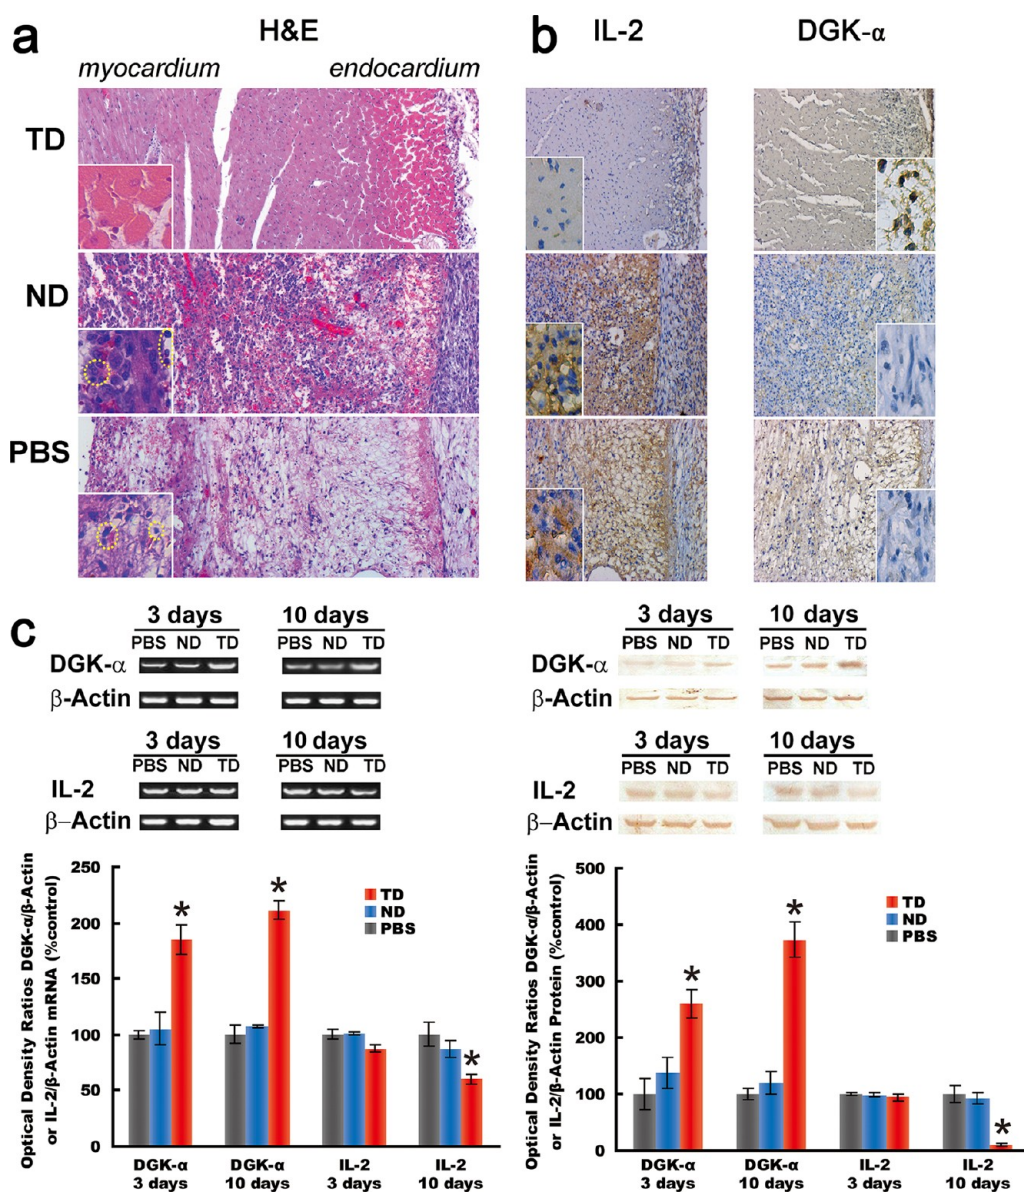 a
H&E
myocardium endocardium
TD
ND
PBS
b
IL-2 DGK-α
c
3 days 10 days
PBS ND TD PBS ND TD
DGK-α
β-Actin
3 days 10 days
PBS ND TD PBS ND TD
IL-2
β–Actin
3 days 10 days
PBS ND TD PBS ND TD
DGK-α
β-Actin
3 days 10 days
PBS ND TD PBS ND TD
IL-2
β–Actin
Optical Density Ratios DGK-α/β-Actin
or IL-2/β-Actin mRNA (%control)
250
200
150
100
50
0
* * *
TD
ND
PBS
DGK-α DGK-α IL-2 IL-2
3 days 10 days 3 days 10 days
Optical Density Ratios DGK-α/β-Actin
or IL-2/β-Actin Protein (%control)
500
400
300
200
100
0
* * *
TD
ND
PBS
DGK-α DGK-α IL-2 IL-2
3 days 10 days 3 days 10 days